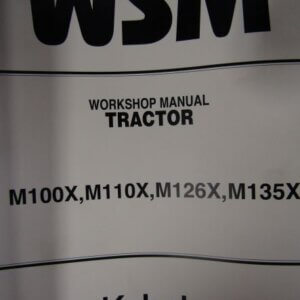 WSM
WORKSHOP MANUAL
TRACTOR
M100X,M110X,M126X,M135X